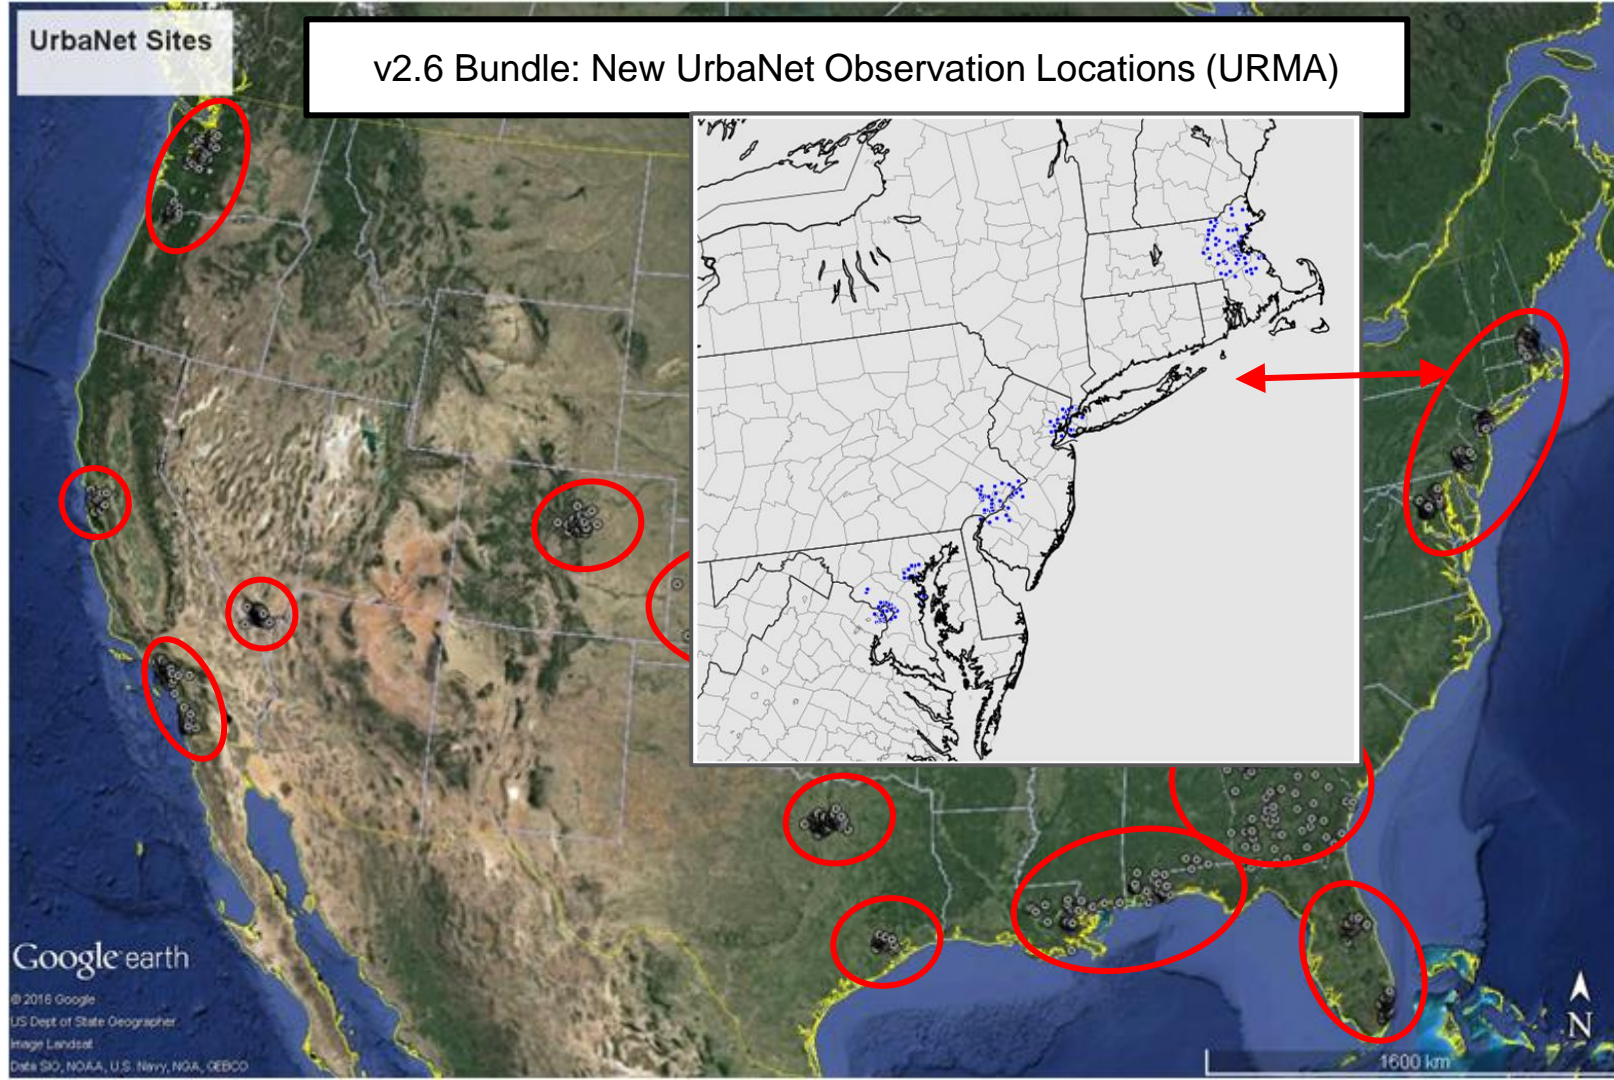 UrbaNet Sites
v2.6 Bundle: New UrbaNet Observation Locations (URMA)
Google earth
© 2016 Google
US Dept of State Geographer
Image Landsat
Data SIO, NOAA, U.S. Navy, NGA, GEBCO
N
1600 km